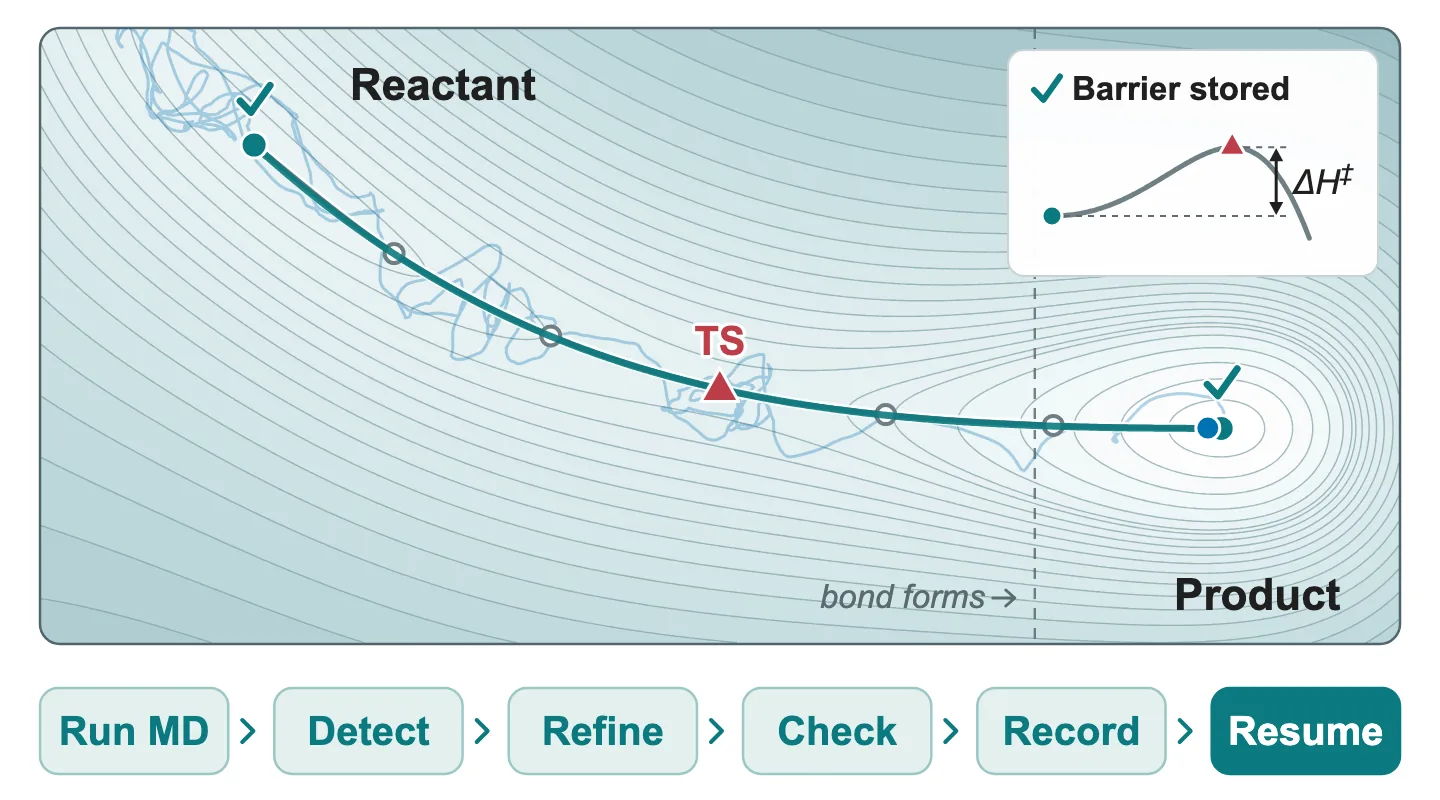 Reactant
✓ Barrier stored
ΔH‡
TS
bond forms→
Product
Run MD
Detect
Refine
Check
Record
Resume